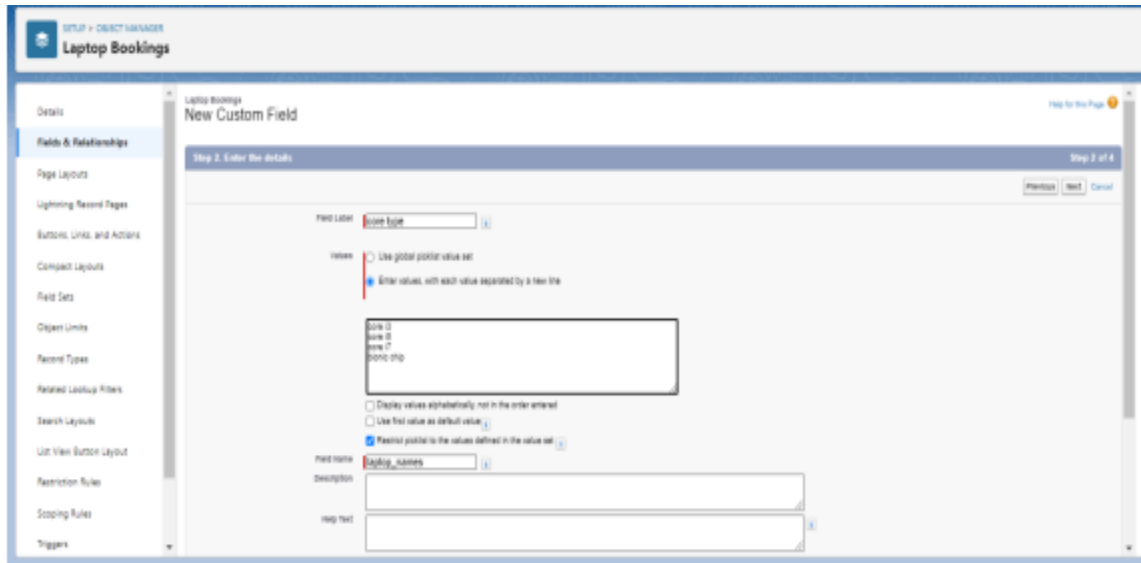 SETUP > OBJECT MANAGER
Laptop Bookings
Details
Fields & Relationships
Page Layouts
Lightning Record Pages
Buttons, Links, and Actions
Compact Layouts
Field Sets
Object Limits
Record Types
Related Lookup Filters
Search Layouts
List View Button Layout
Restriction Rules
Scoping Rules
Triggers
Laptop Bookings
New Custom Field
Help for this Page
Step 2. Enter the details
Step 2 of 4
Previous Next Cancel
Field Label core type
Values Use global picklist value set
Enter values, with each value separated by a new line
core i3
core i5
core i7
bionic chip
Display values alphabetically, not in the order entered
Use first value as default value
Restrict picklist to the values defined in the value set
Field Name laptop_names
Description
Help Text